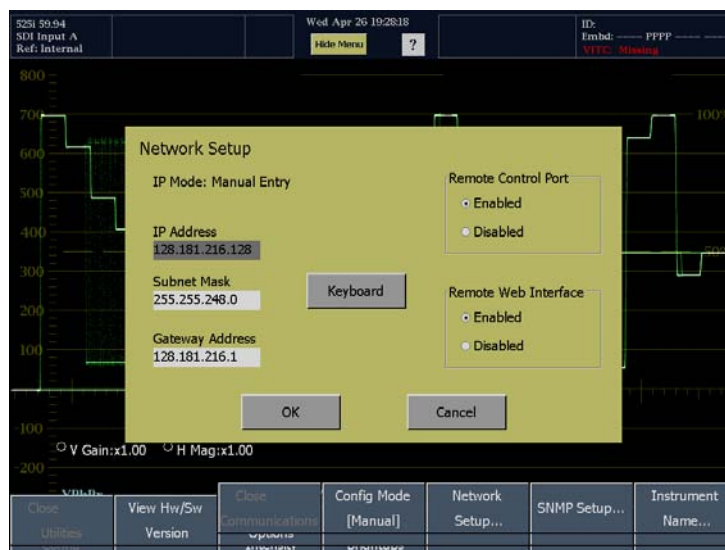 525i 59.94
SDI Input A
Ref: Internal
Wed Apr 26 19:28:18
Hide Menu
?
ID:
Embd: ---- PPPP ---- ----
VITC: Missing
800
700
600
500
400
300
200
100
-100
-200
100%
50%
Network Setup
IP Mode: Manual Entry
IP Address
128.181.216.128
Subnet Mask
255.255.248.0
Gateway Address
128.181.216.1
Keyboard
Remote Control Port
Enabled
Disabled
Remote Web Interface
Enabled
Disabled
OK
Cancel
V Gain:x1.00 H Mag:x1.00
YPbPr
Close
Utilities
View Hw/Sw
Version
Close
Communications
Options
Intensity
Config Mode
[Manual]
Network
Setup...
SNMP Setup...
Instrument
Name...